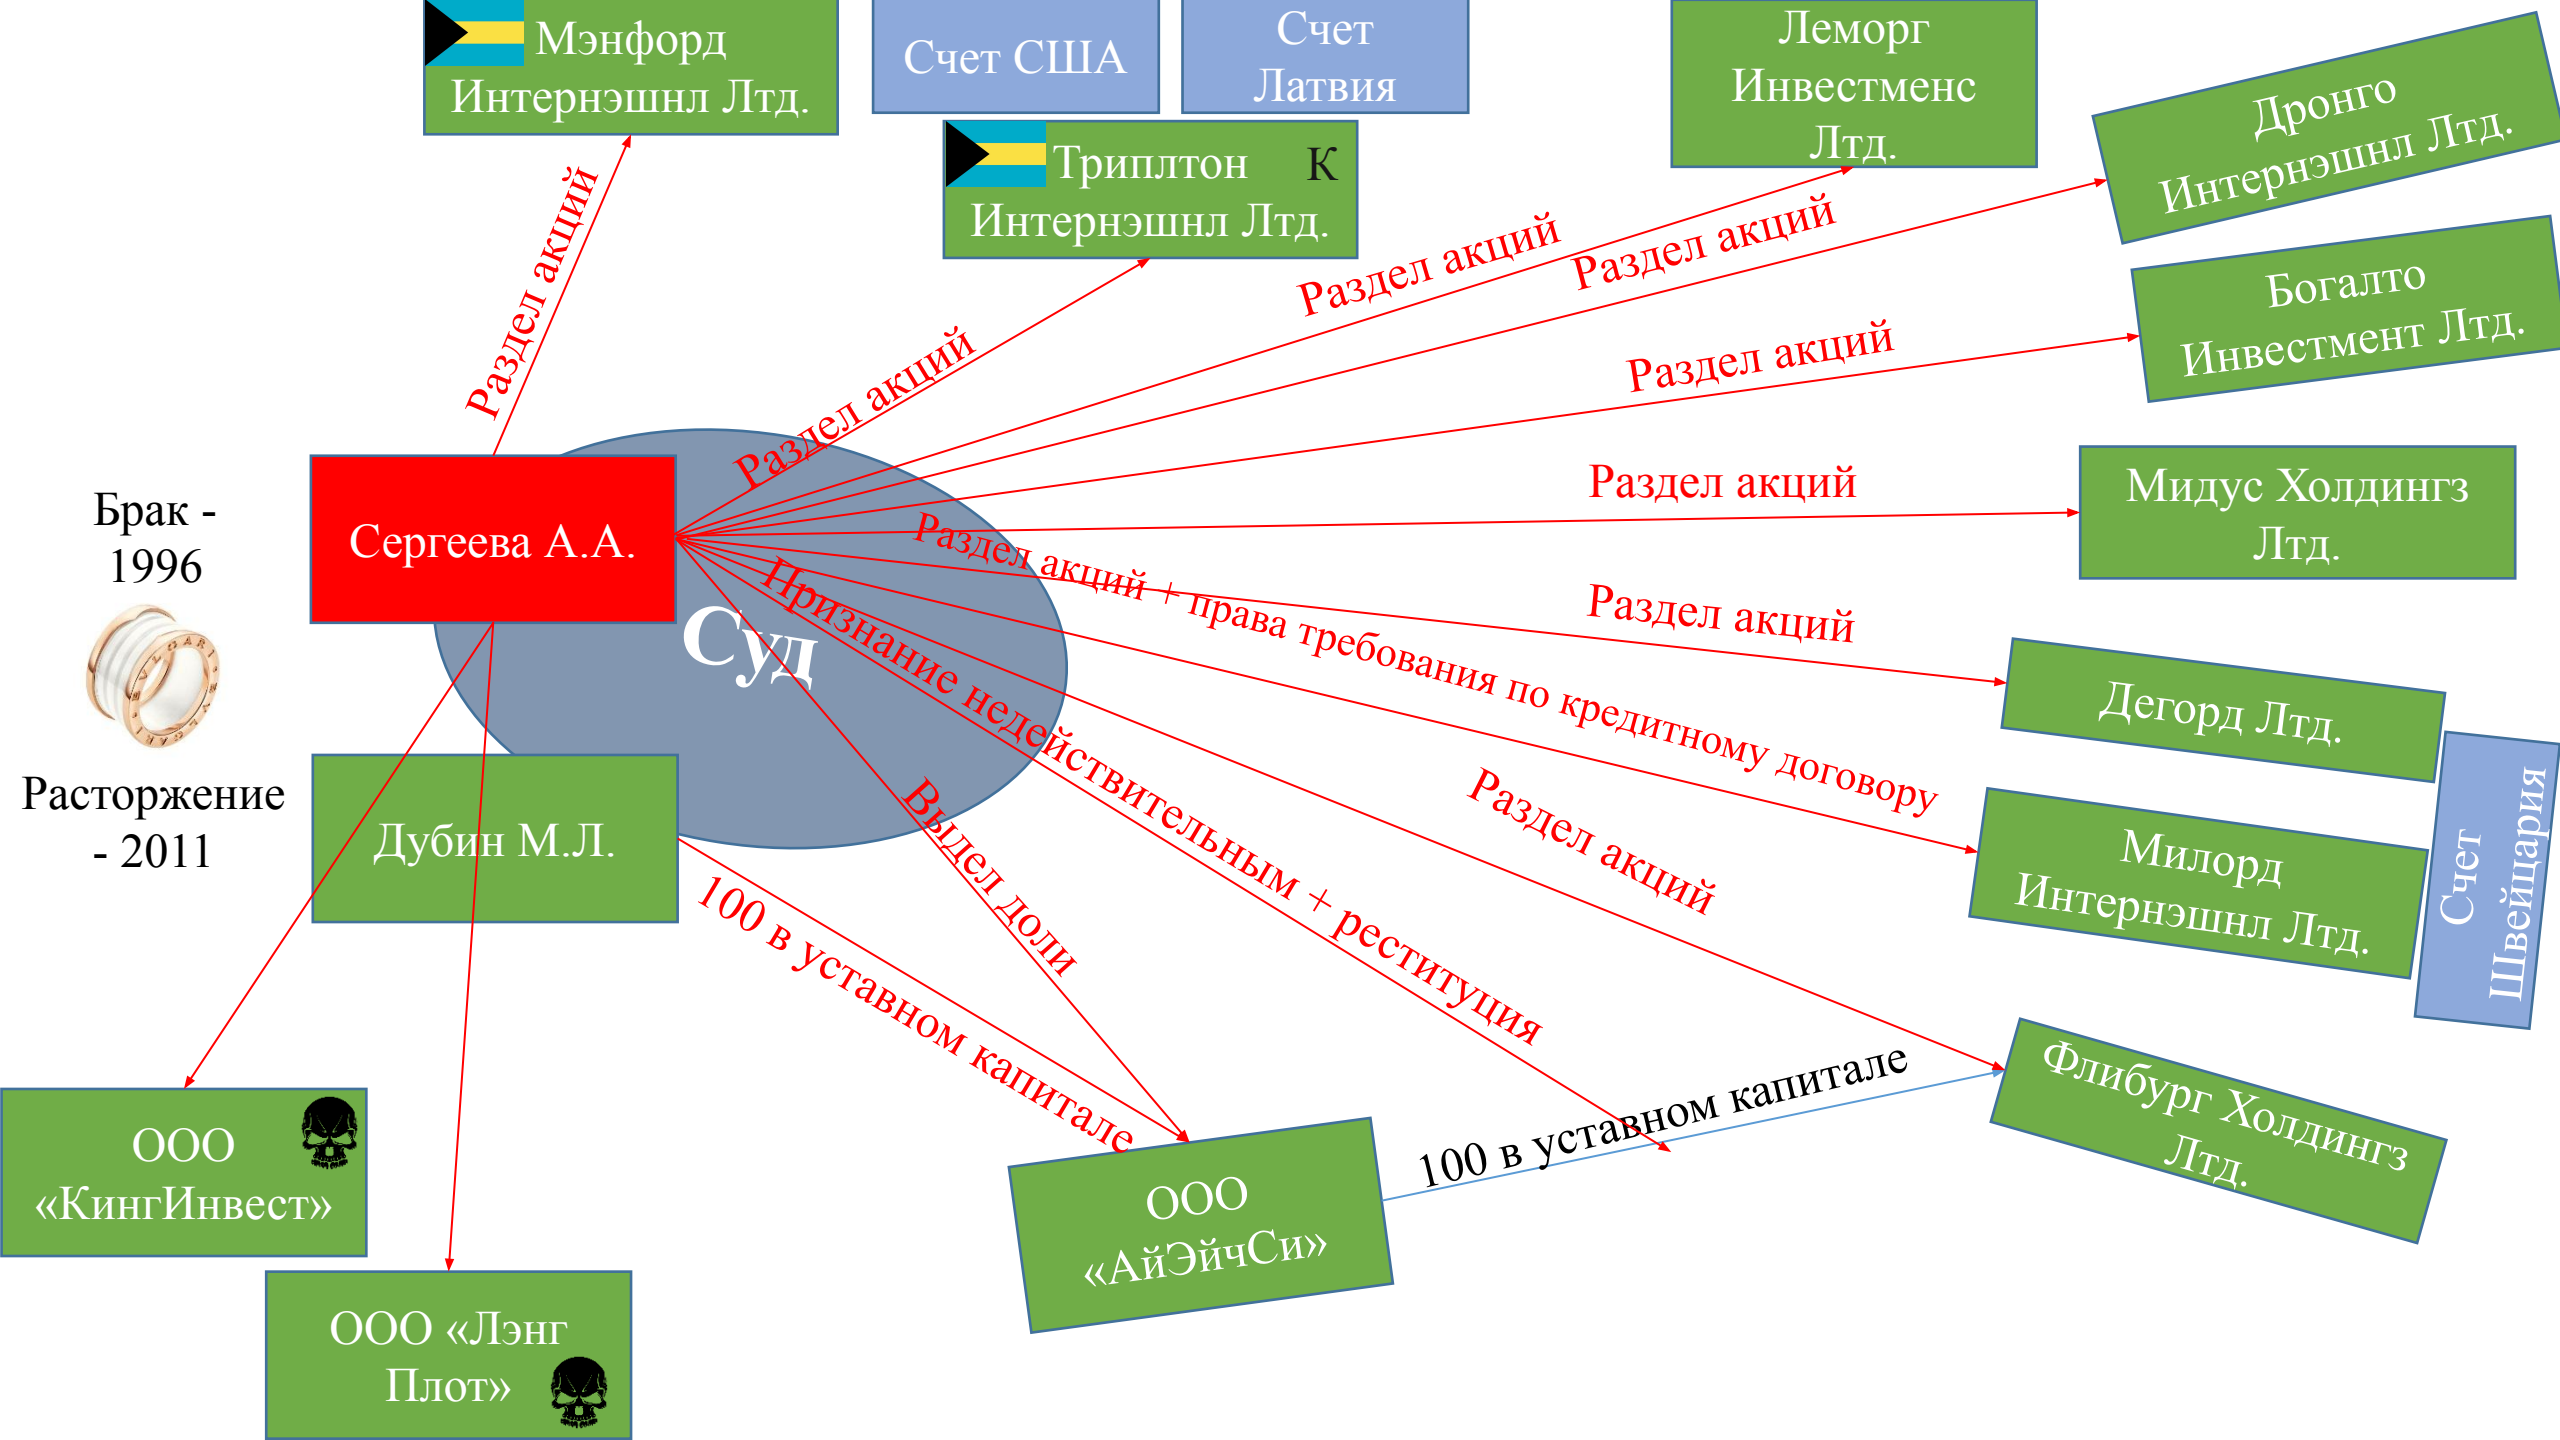 Мэнфорд
Интернэшнл Лтд.
Счет США
Счет
Латвия
Триплтон К
Интернэшнл Лтд.
Леморг
Инвестменс
Лтд.
Дронго
Интернэшнл Лтд.
Богалто
Инвестмент Лтд.
Раздел акций
Раздел акций
Раздел акций
Раздел акций
Раздел акций
Раздел акций
Мидус Холдингз
Лтд.
Брак -
1996
BVLGARI
Расторжение
- 2011
Сергеева А.А.
Суд
Дубин М.Л.
Раздел акций + права требования по кредитному договору
Раздел акций
Дегорд Лтд.
Признание недействительным + реституция
Раздел акций
Милорд
Интернэшнл Лтд.
Счет
Швейцария
Выдел доли
100 в уставном капитале
100 в уставном капитале
Флибург Холдингз
Лтд.
ООО
«КингИнвест»
ООО «Лэнг
Плот»
ООО
«АйЭйчСи»